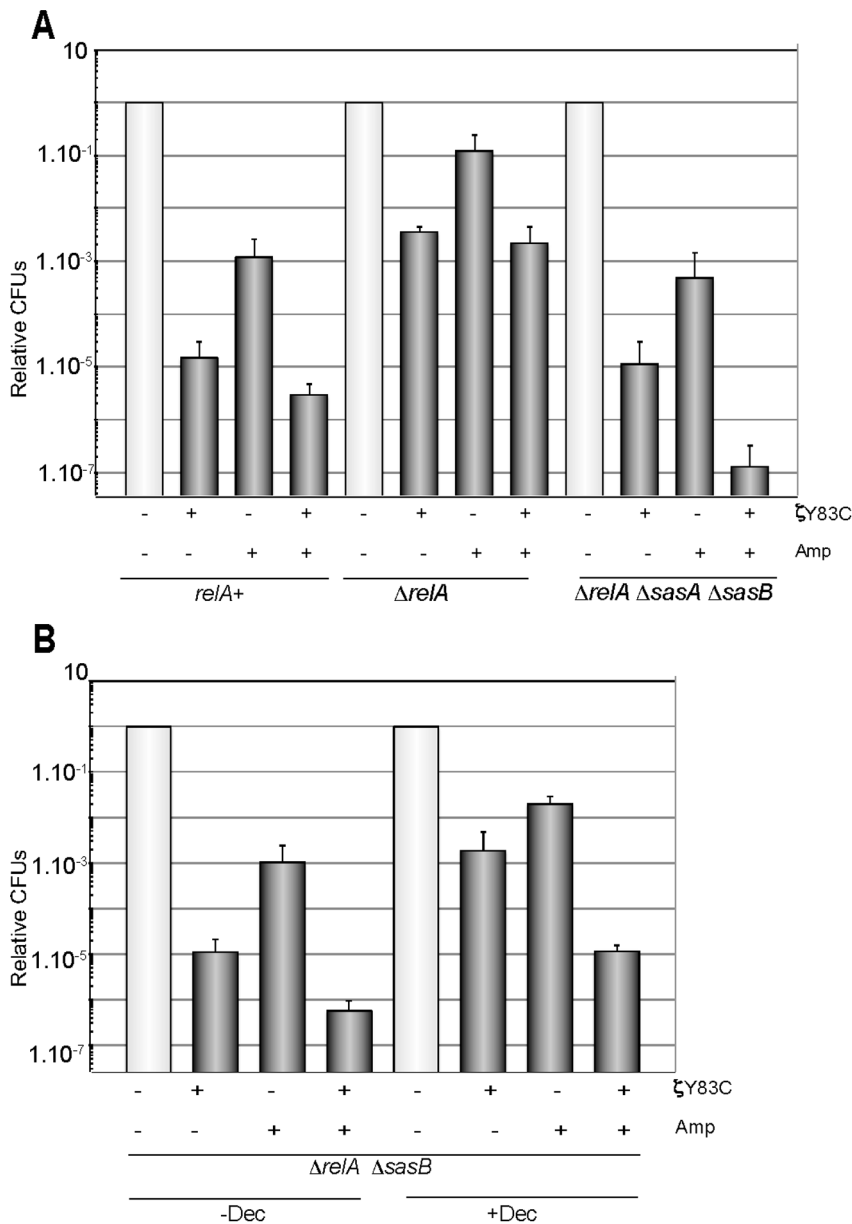 A
10
1.10-1
1.10-3
1.10-5
1.10-7
Relative CFUs
- + - + - + - + - + - + ζY83C
- - + + - - + + - - + + Amp
relA+ ΔrelA ΔrelA ΔsasA ΔsasB
B
10
1.10-1
1.10-3
1.10-5
1.10-7
Relative CFUs
- + - + - + - + ζY83C
- - + + - - + + Amp
ΔrelA ΔsasB
-Dec +Dec